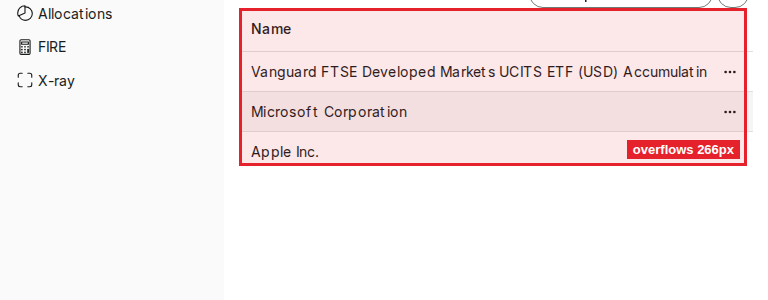 Allocations
FIRE
X-ray
Name
Vanguard FTSE Developed Markets UCITS ETF (USD) Accumulatin
Microsoft Corporation
Apple Inc.
overflows 266px